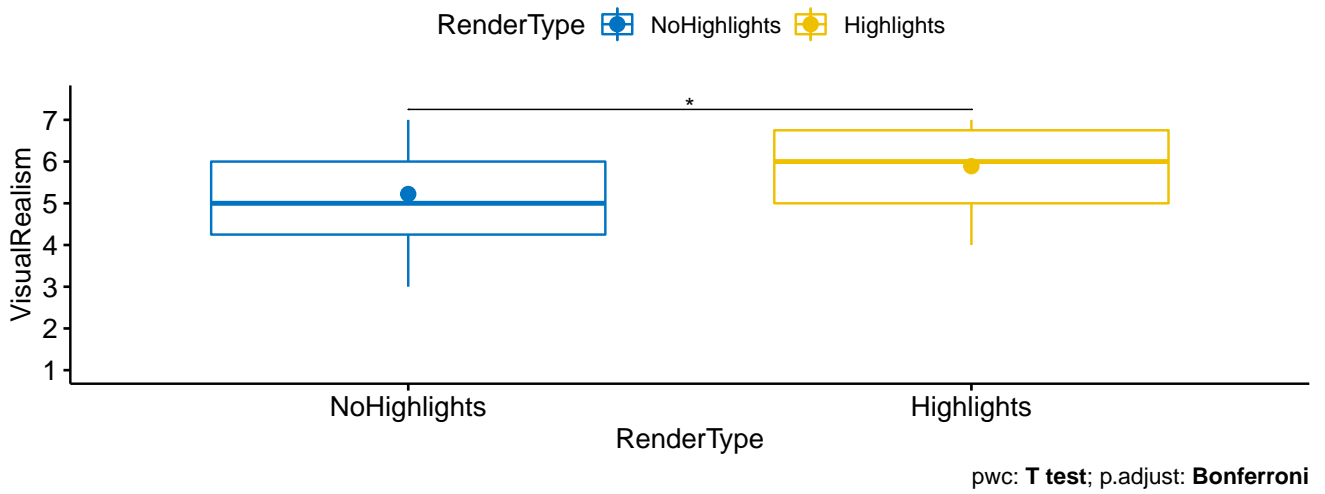 RenderType NoHighlights Highlights
*
7
6
5
4
3
2
1
VisualRealism
NoHighlights Highlights
RenderType
pwc: T test; p.adjust: Bonferroni